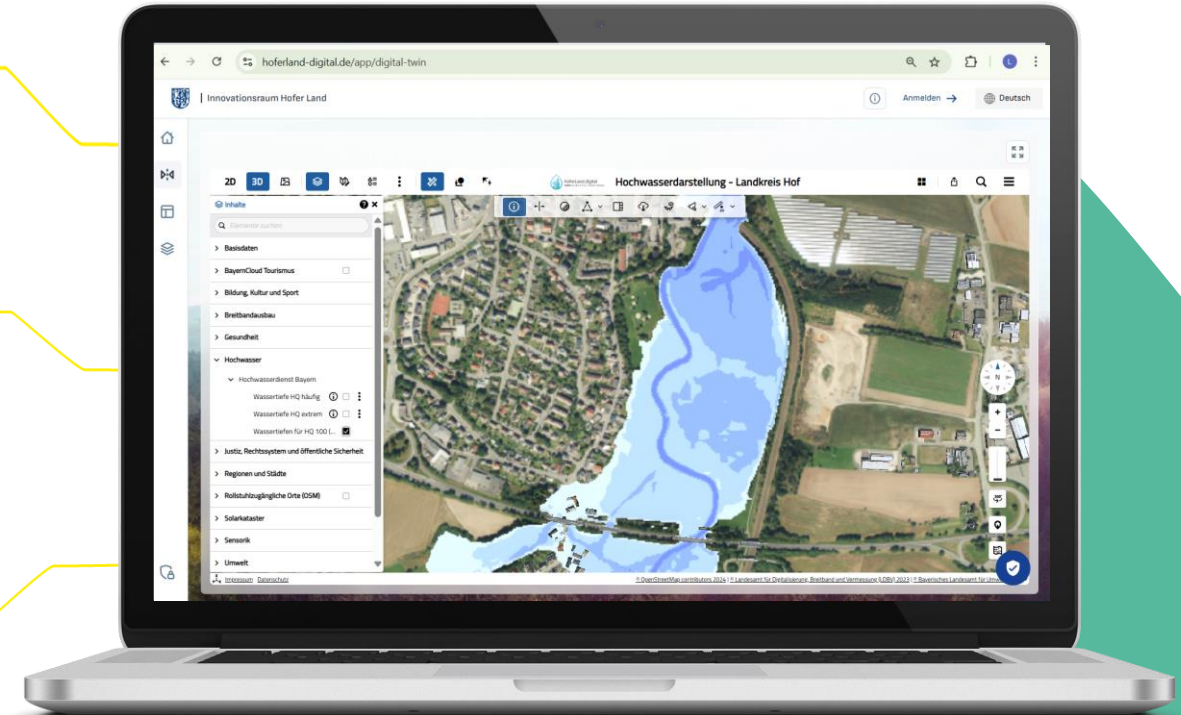 hoferland-digital.de/app/digital-twin
L
Innovationsraum Hofer Land
Anmelden →
Deutsch
2D
3D
Hochwasserdarstellung - Landkreis Hof
Inhalte
Elemente suchen
Basisdaten
BayernCloud Tourismus
Bildung, Kultur und Sport
Breitbandausbau
Gesundheit
Hochwasser
Hochwasserdienst Bayern
Wassertiefe HQ häufig
Wassertiefe HQ extrem
Wassertiefen für HQ 100 (...
Justiz, Rechtssystem und öffentliche Sicherheit
Regionen und Städte
Rollstuhlzugängliche Orte (OSM)
Solarkataster
Sensorik
Umwelt
N
Impressum Datenschutz
© OpenStreetMap contributors 2024 | © Landesamt für Digitalisierung, Breitband und Vermessung (LDBV) 2023 | © Bayerisches Landesamt für Umw